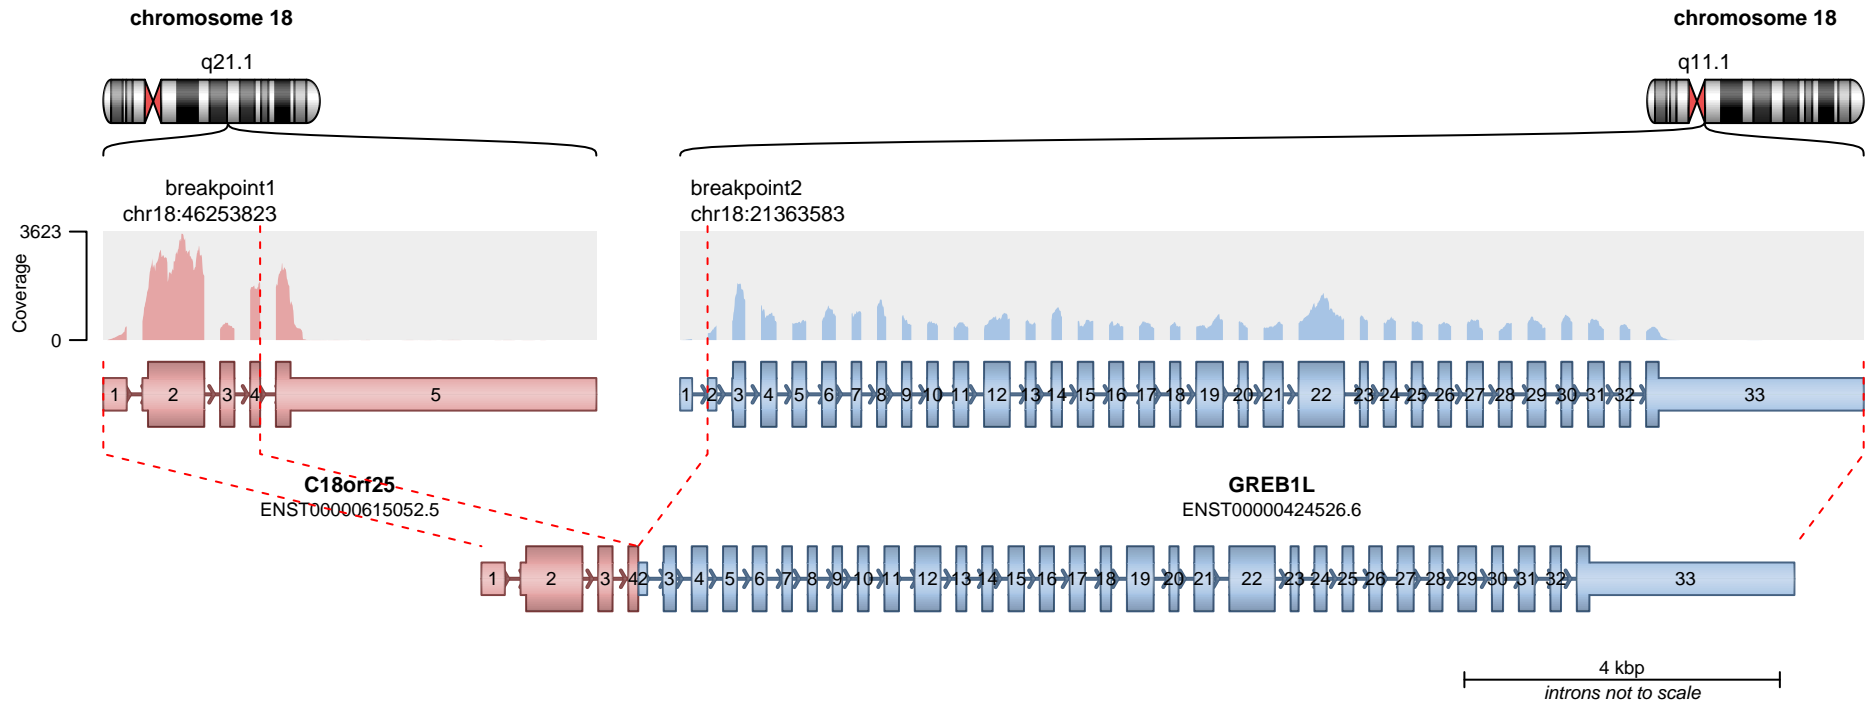 chromosome 18
chromosome 18
q21.1
q11.1
breakpoint1
chr18:46253823
breakpoint2
chr18:21363583
3623
Coverage
0
1 2 3 4 5
1 2 3 4 5 6 7 8 9 10 11 12 13 14 15 16 17 18 19 20 21 22 23 24 25 26 27 28 29 30 31 32 33
C18orf25
ENST00000615052.5
GREB1L
ENST00000424526.6
1 2 3 4 2 3 4 5 6 7 8 9 10 11 12 13 14 15 16 17 18 19 20 21 22 23 24 25 26 27 28 29 30 31 32 33
4 kbp
introns not to scale